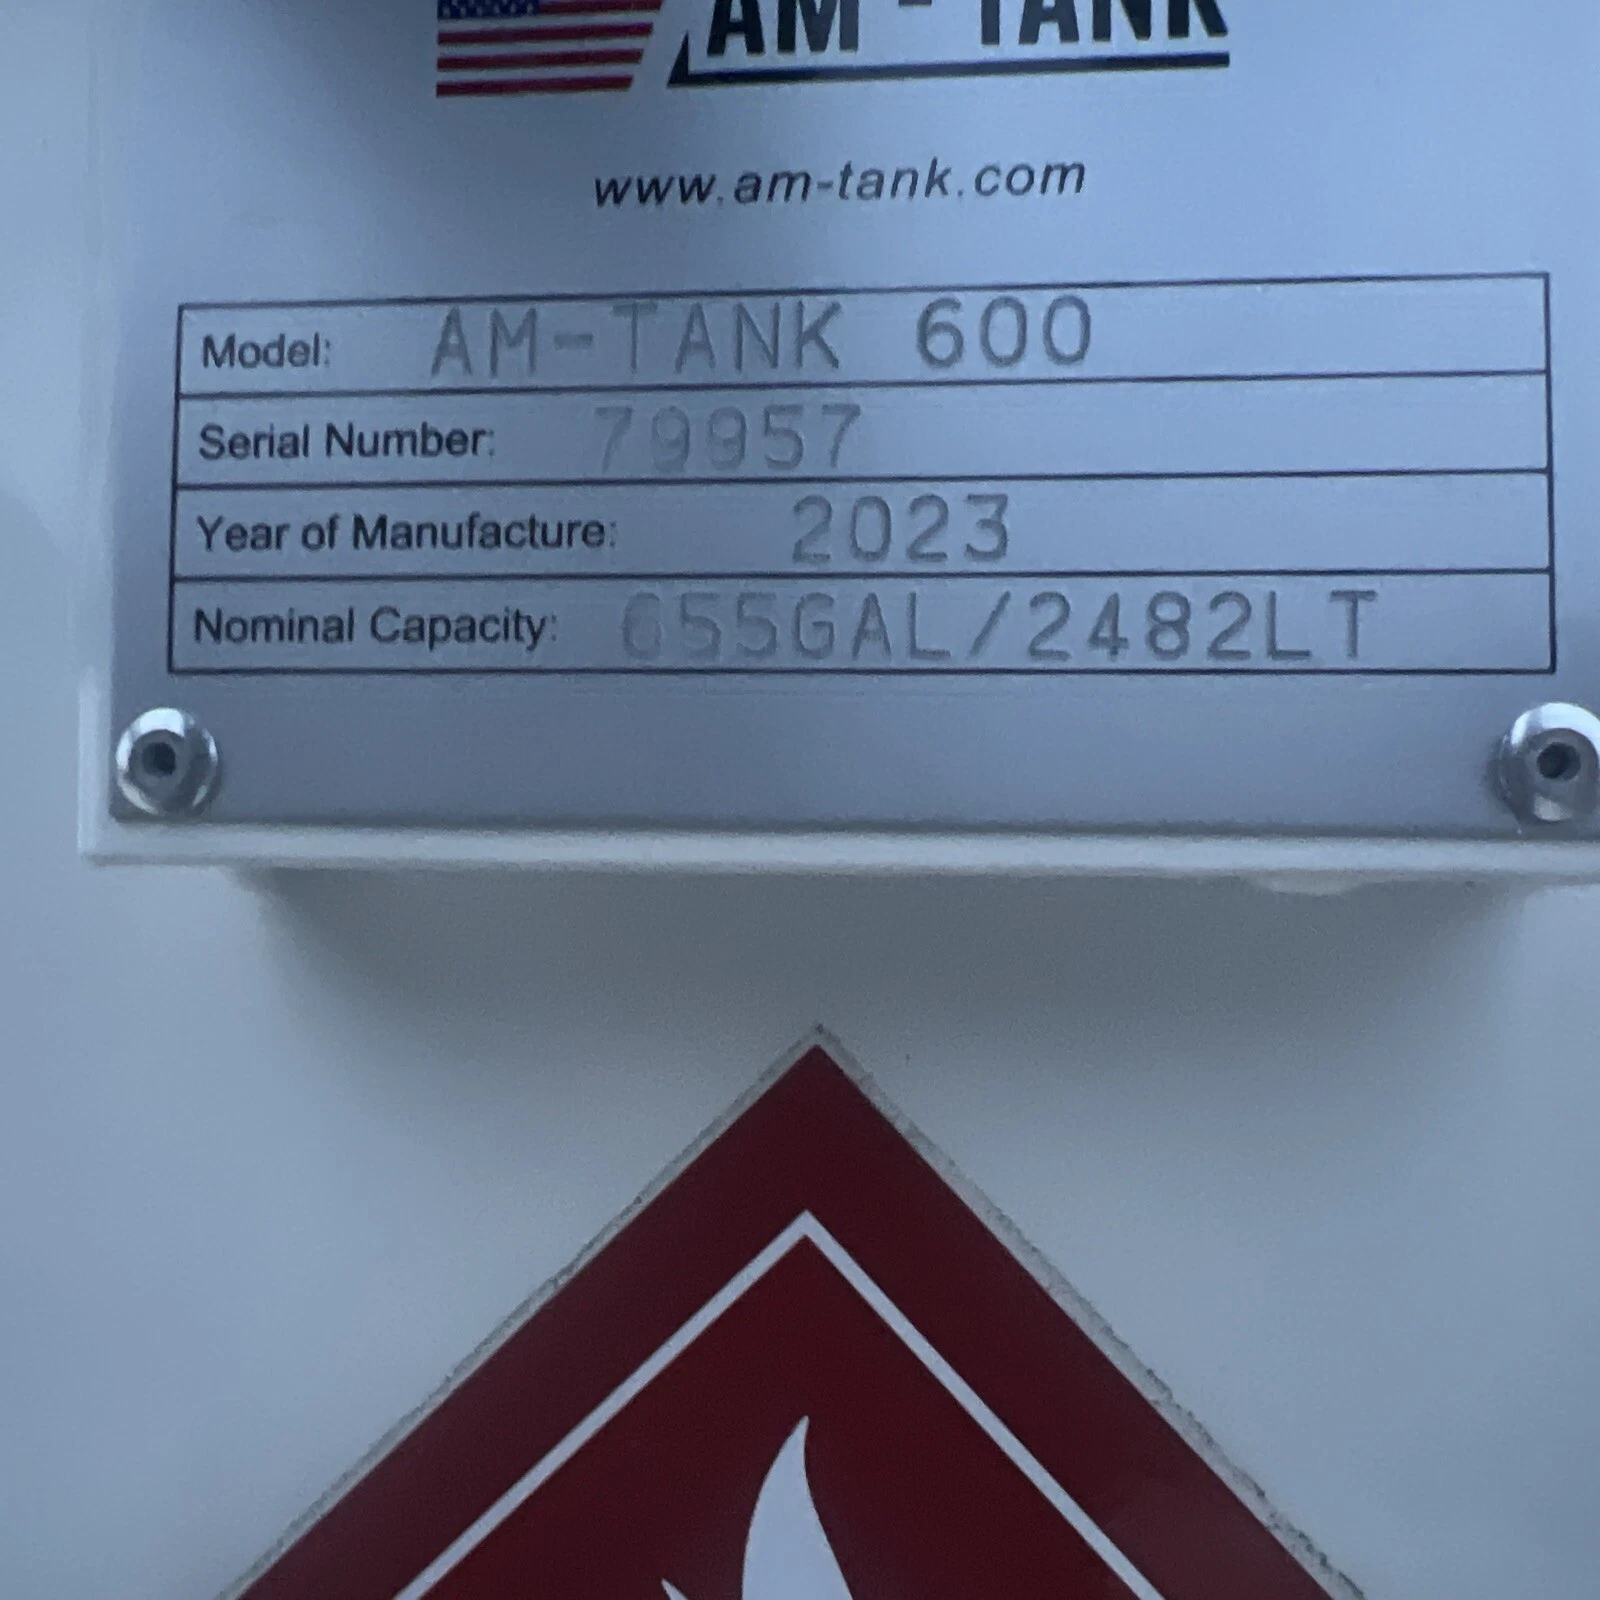 AM - TANK
www.am-tank.com
Model: AM-TANK 600
Serial Number: 79957
Year of Manufacture: 2023
Nominal Capacity: 655GAL/2482LT